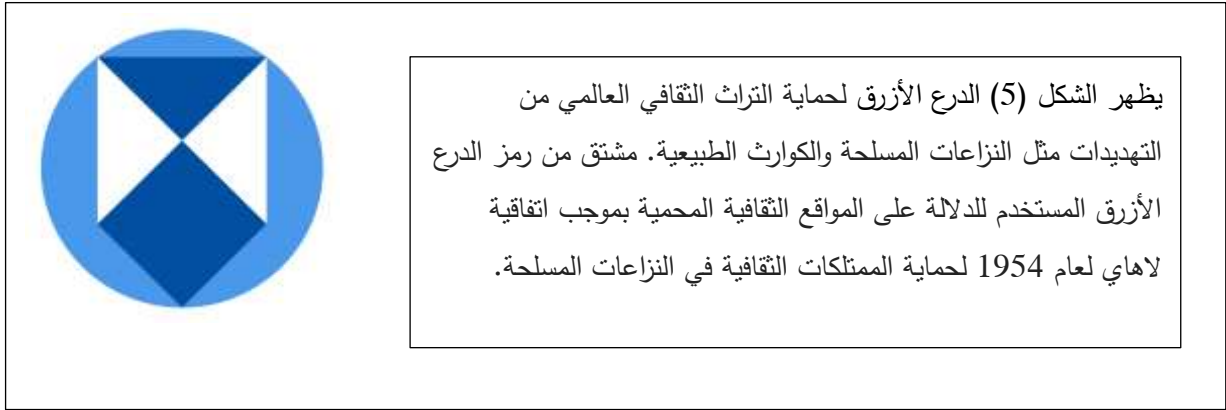 يظهر الشكل (5) الدرع الأزرق لحماية التراث الثقافي العالمي من
التهديدات مثل النزاعات المسلحة والكوارث الطبيعية. مشتق من رمز الدرع
الأزرق المستخدم للدلالة على المواقع الثقافية المحمية بموجب اتفاقية
لاهاي لعام 1954 لحماية الممتلكات الثقافية في النزاعات المسلحة.